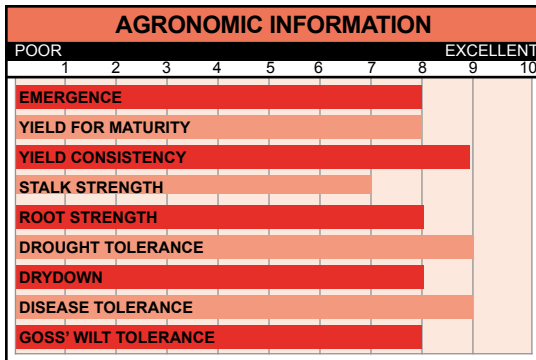 AGRONOMIC INFORMATION
POOR EXCELLENT
1 2 3 4 5 6 7 8 9 10
EMERGENCE
YIELD FOR MATURITY
YIELD CONSISTENCY
STALK STRENGTH
ROOT STRENGTH
DROUGHT TOLERANCE
DRYDOWN
DISEASE TOLERANCE
GOSS' WILT TOLERANCE